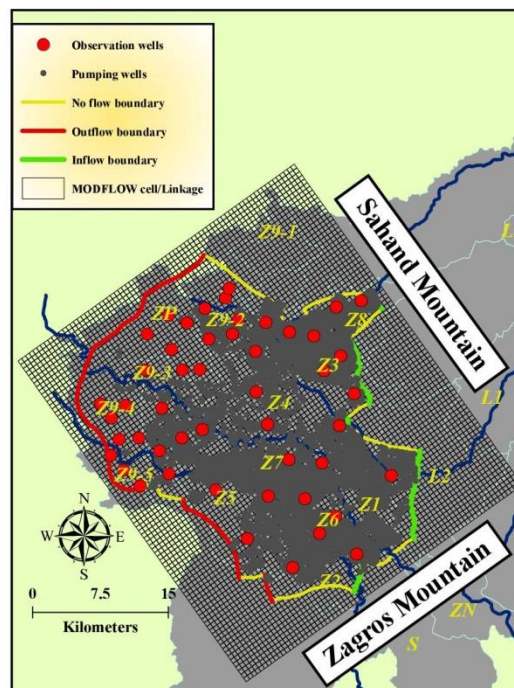 Observation wells
Pumping wells
No flow boundary
Outflow boundary
Inflow boundary
MODFLOW cell/Linkage
Z9-1
Sahand Mountain
L
ZP
Z9-2
Z8
Z9-3
Z3
Z9-4
Z4
L1
Z7
Z9-5
L2
Z5
Z1
Z6
N
W E
S
Z2
0 7.5 15
Kilometers
Zagros Mountain
ZN
S